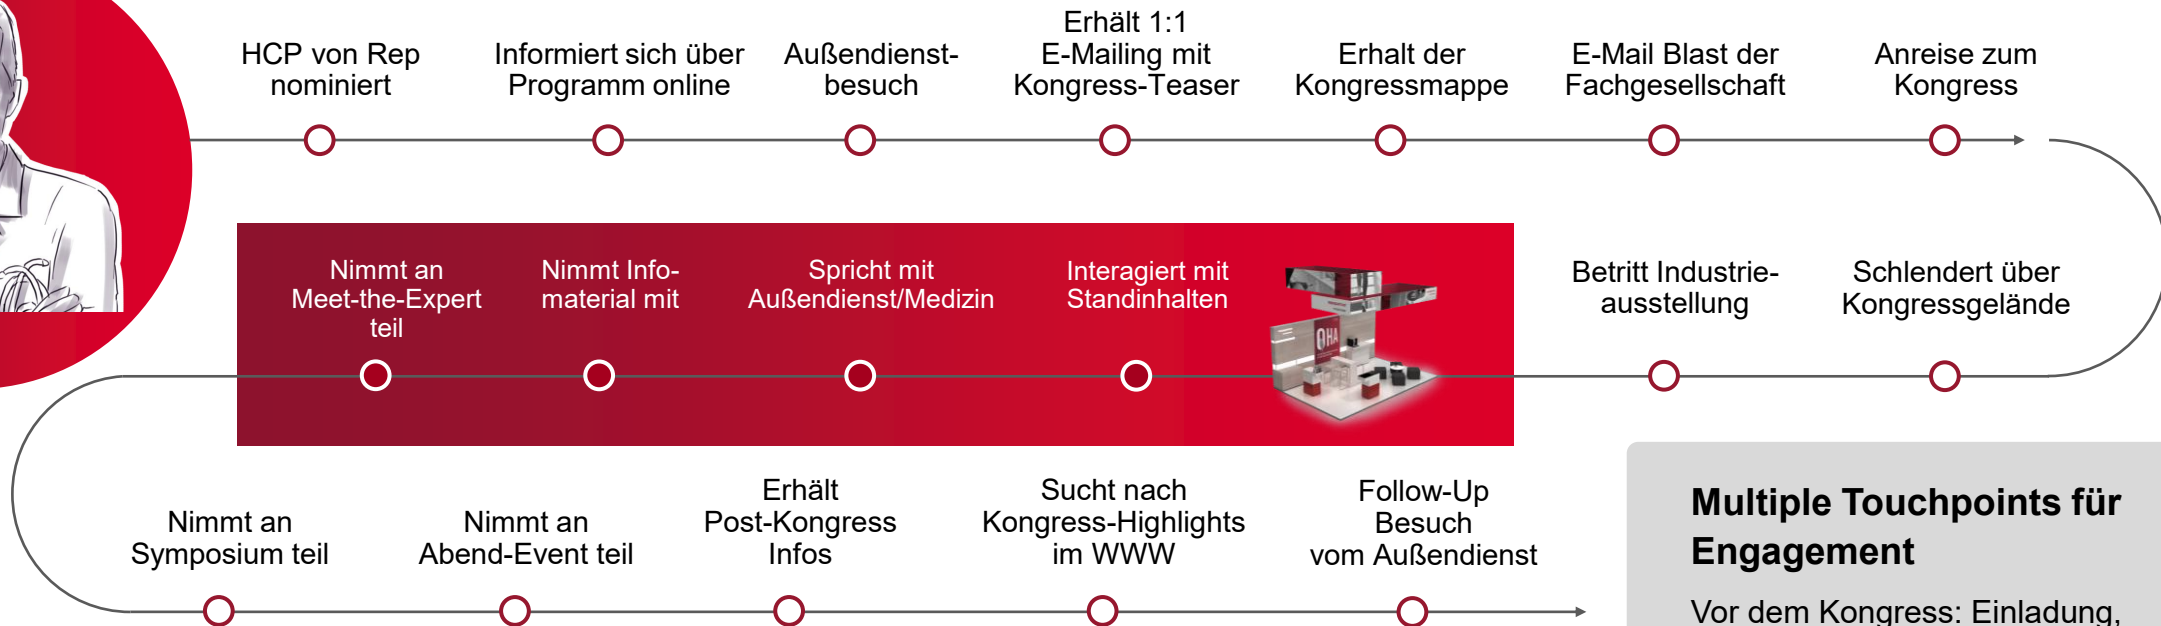 HCP von Rep
nominiert
Informiert sich über
Programm online
Außendienst-
besuch
Erhält 1:1
E-Mailing mit
Kongress-Teaser
Erhalt der
Kongressmappe
E-Mail Blast der
Fachgesellschaft
Anreise zum
Kongress
Nimmt an
Meet-the-Expert
teil
Nimmt Info-
material mit
Spricht mit
Außendienst/Medizin
Interagiert mit
Standinhalten
OHA
Betritt Industrie-
ausstellung
Schlendert über
Kongressgelände
Nimmt an
Symposium teil
Nimmt an
Abend-Event teil
Erhält
Post-Kongress
Infos
Sucht nach
Kongress-Highlights
im WWW
Follow-Up
Besuch
vom Außendienst
Multiple Touchpoints für
Engagement
Vor dem Kongress: Einladung,